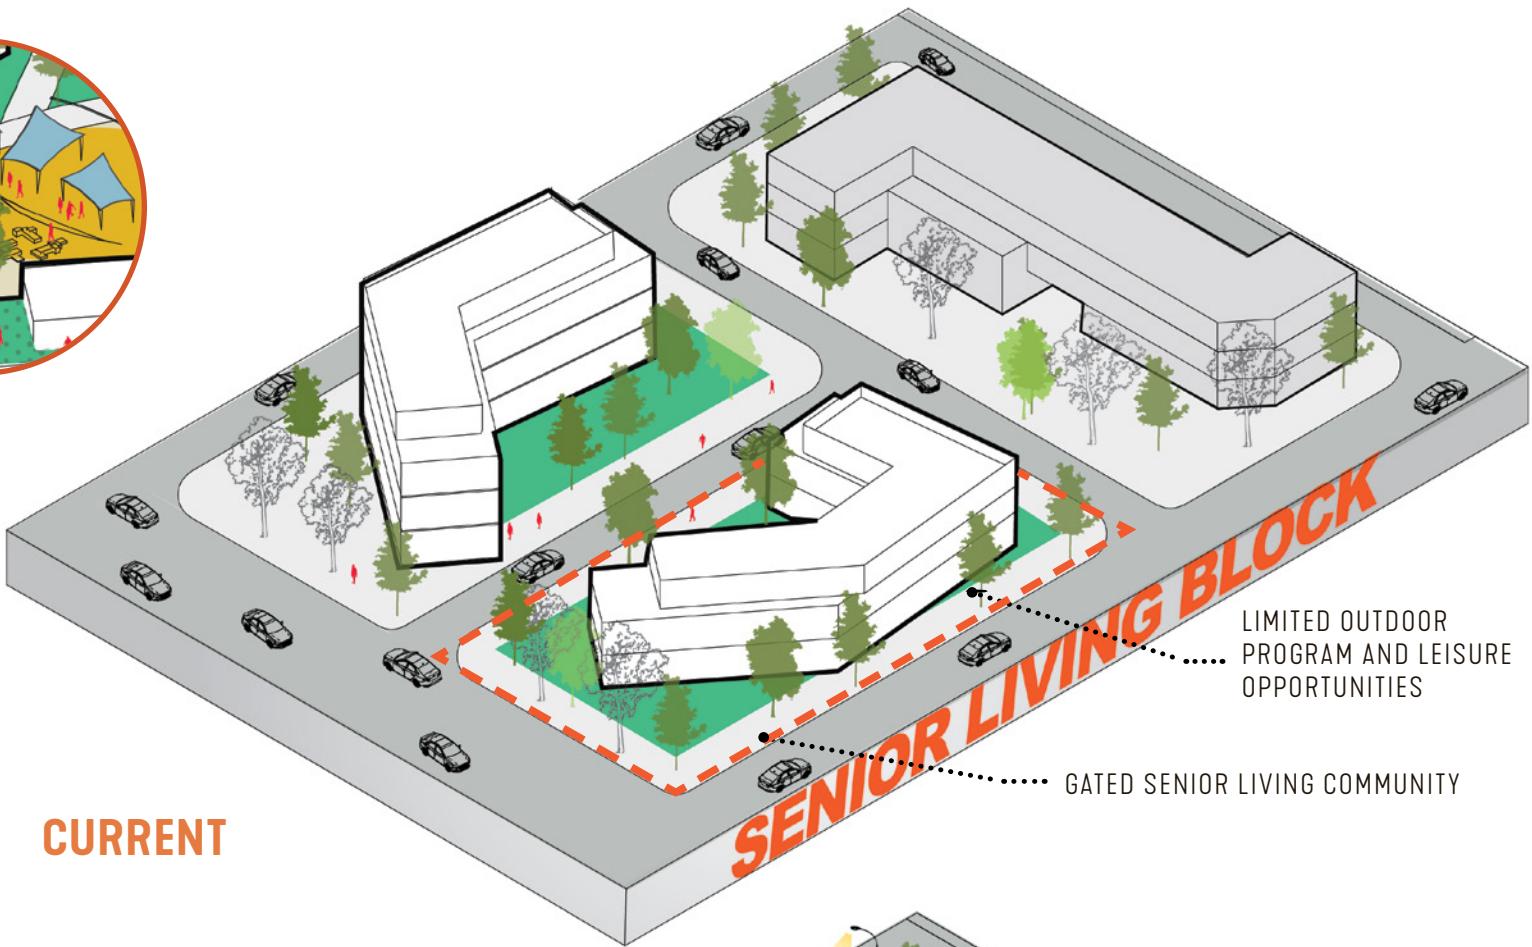 SENIOR LIVING BLOCK
LIMITED OUTDOOR
PROGRAM AND LEISURE
OPPORTUNITIES
GATED SENIOR LIVING COMMUNITY
CURRENT